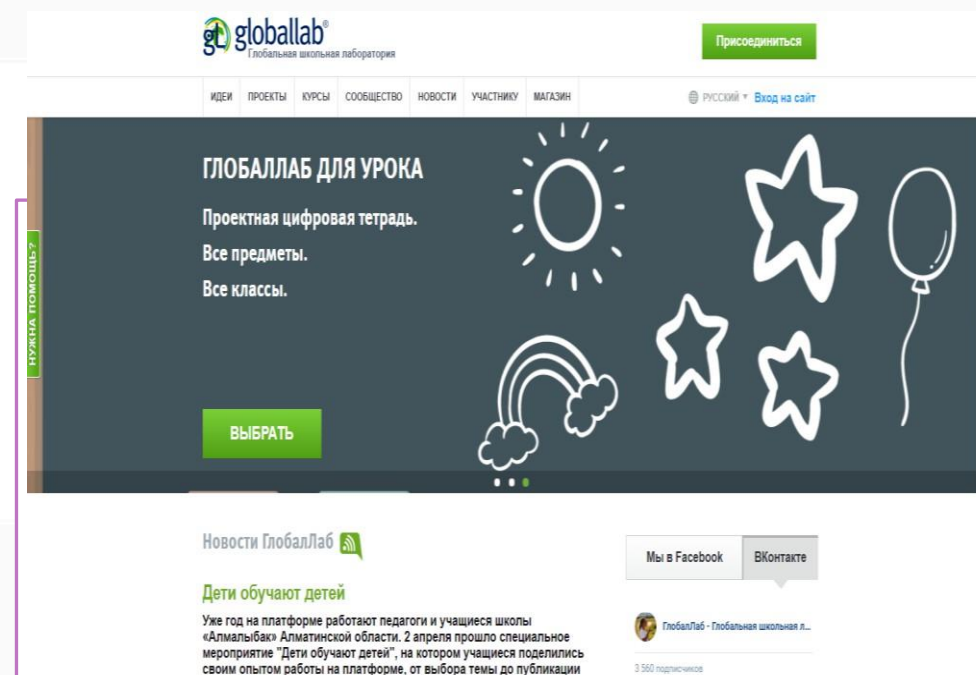 globallab®
Глобальная школьная лаборатория
Присоединиться
ИДЕИ ПРОЕКТЫ КУРСЫ СООБЩЕСТВО НОВОСТИ УЧАСТНИКУ МАГАЗИН
РУССКИЙ Вход на сайт
ГЛОБАЛЛАБ ДЛЯ УРОКА
Проектная цифровая тетрадь.
Все предметы.
Все классы.
НУЖНА ПОМОЩЬ?
ВЫБРАТЬ
Новости ГлобалЛаб
Дети обучают детей
Уже год на платформе работают педагоги и учащиеся школы
«Алмалыбак» Алматинской области. 2 апреля прошло специальное
мероприятие "Дети обучают детей", на котором учащиеся поделились
своим опытом работы на платформе, от выбора темы до публикации
Мы в Facebook ВКонтакте
ГлобалЛаб - Глобальная школьная л...
3 560 подписчиков